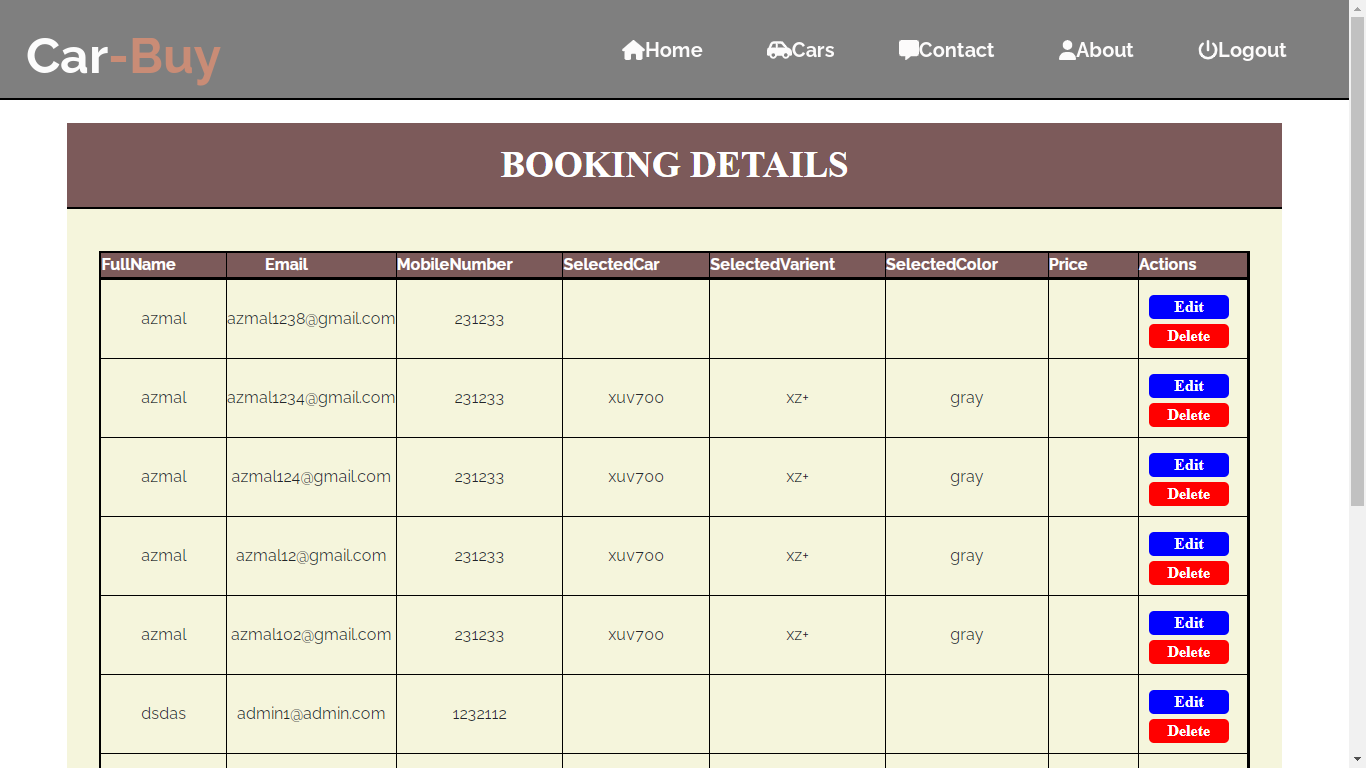 Car-Buy Home Cars Contact About Logout
BOOKING DETAILS
FullName Email MobileNumber SelectedCar SelectedVarient SelectedColor Price Actions
azmal azmal1238@gmail.com 231233 Edit
Delete
azmal azmal1234@gmail.com 231233 xuv700 xz+ gray Edit
Delete
azmal azmal124@gmail.com 231233 xuv700 xz+ gray Edit
Delete
azmal azmal12@gmail.com 231233 xuv700 xz+ gray Edit
Delete
azmal azmal102@gmail.com 231233 xuv700 xz+ gray Edit
Delete
dsdas admin1@admin.com 1232112 Edit
Delete